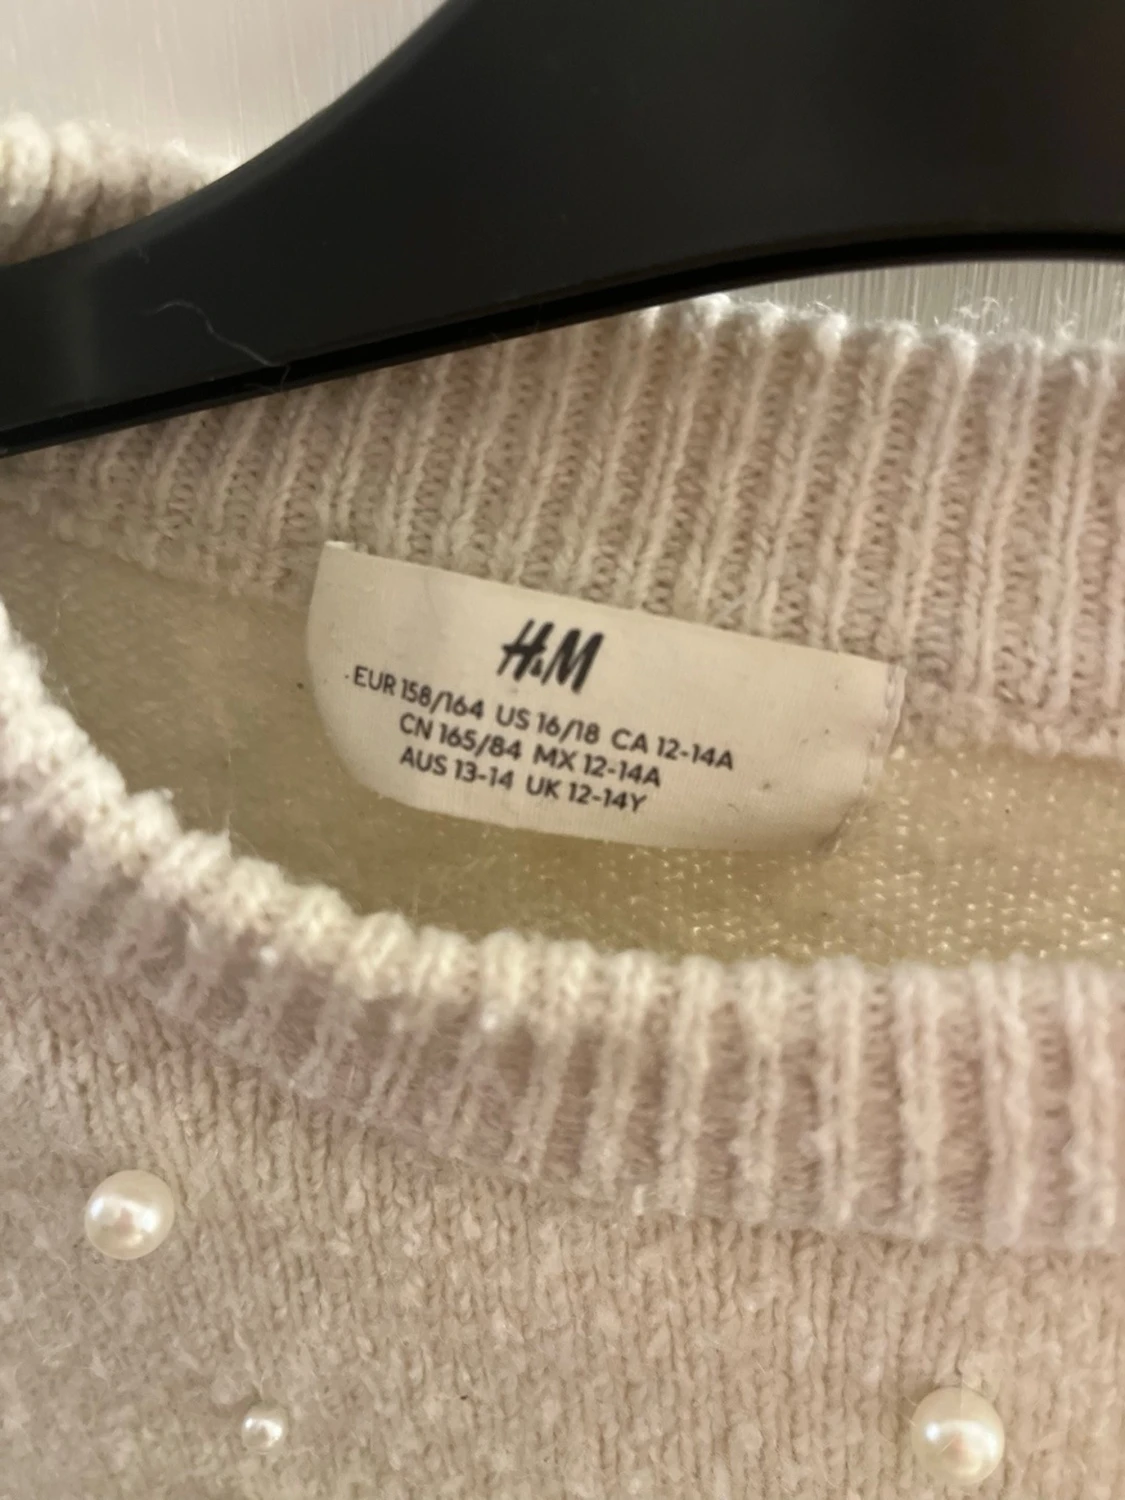 H&M
EUR 158/164 US 16/18 CA 12-14A
CN 165/84 MX 12-14A
AUS 13-14 UK 12-14Y